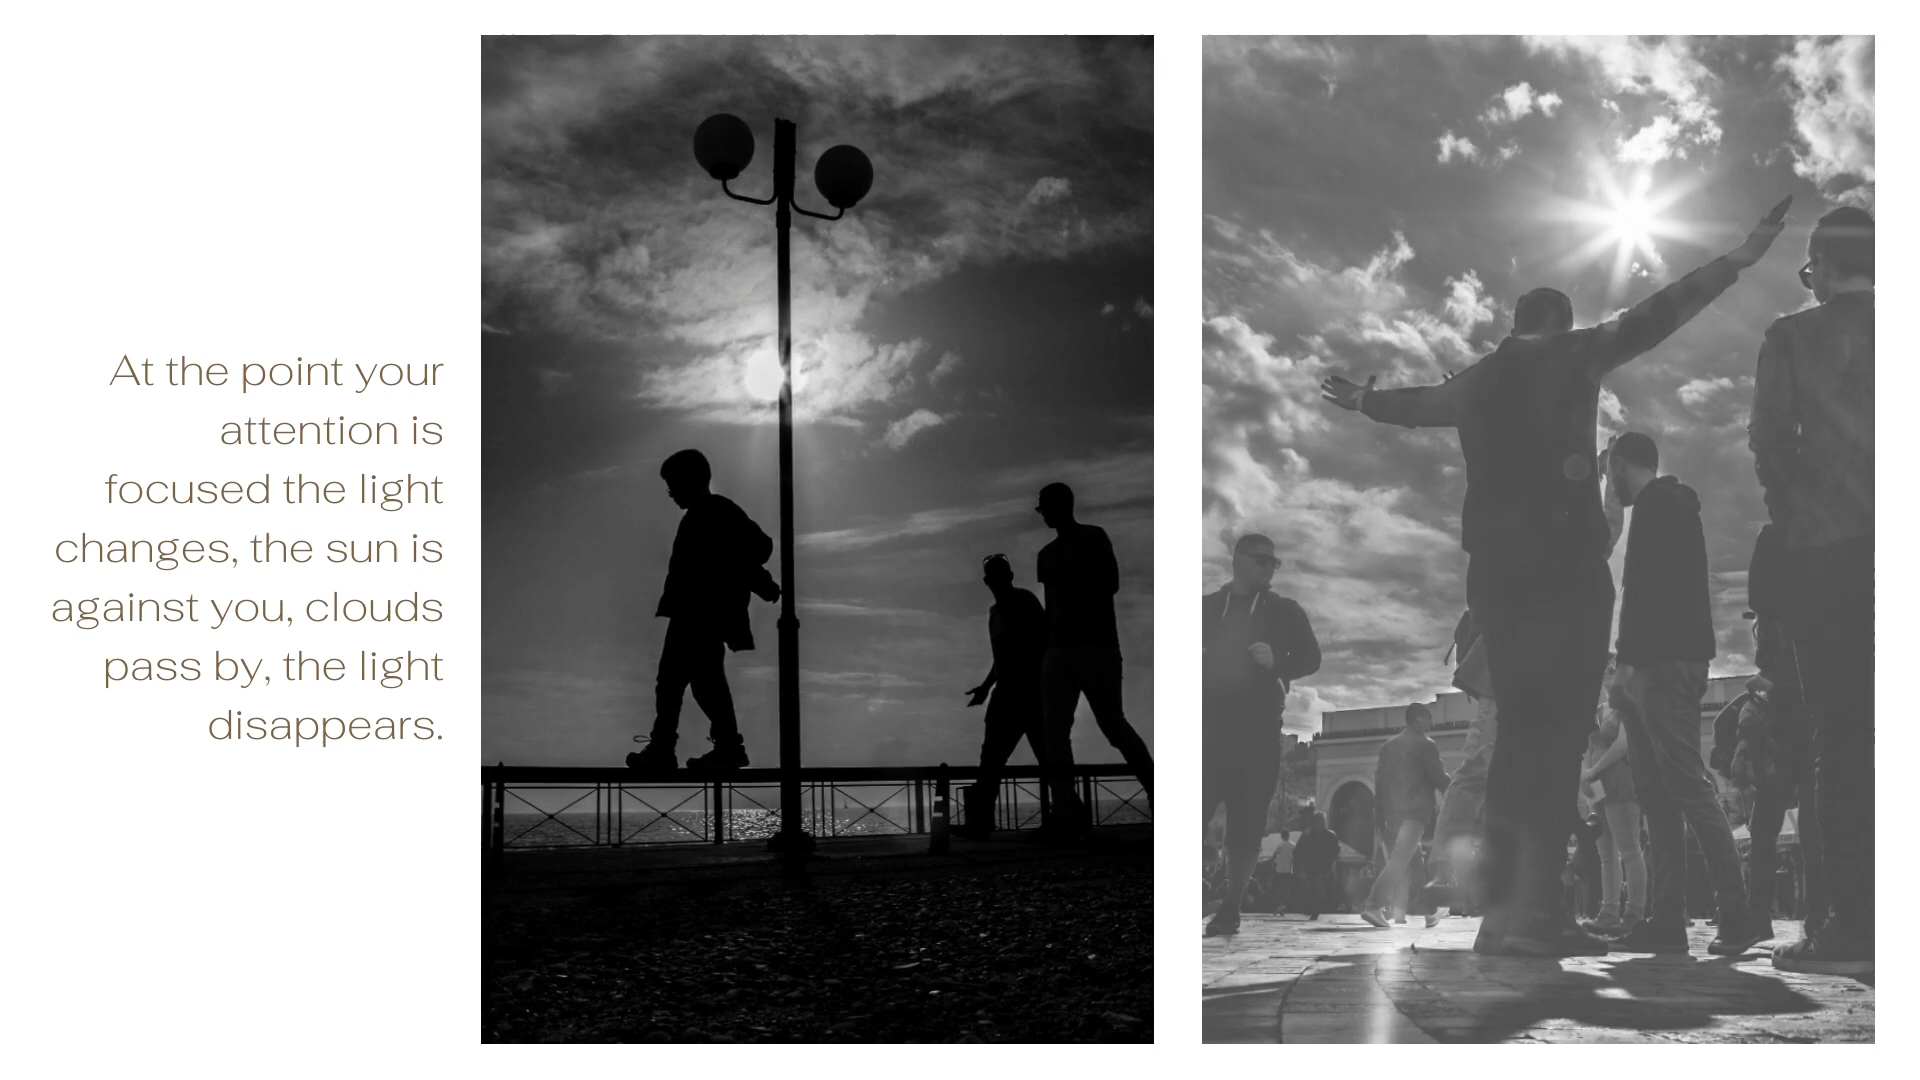 At the point your
attention is
focused the light
changes, the sun is
against you, clouds
pass by, the light
disappears.